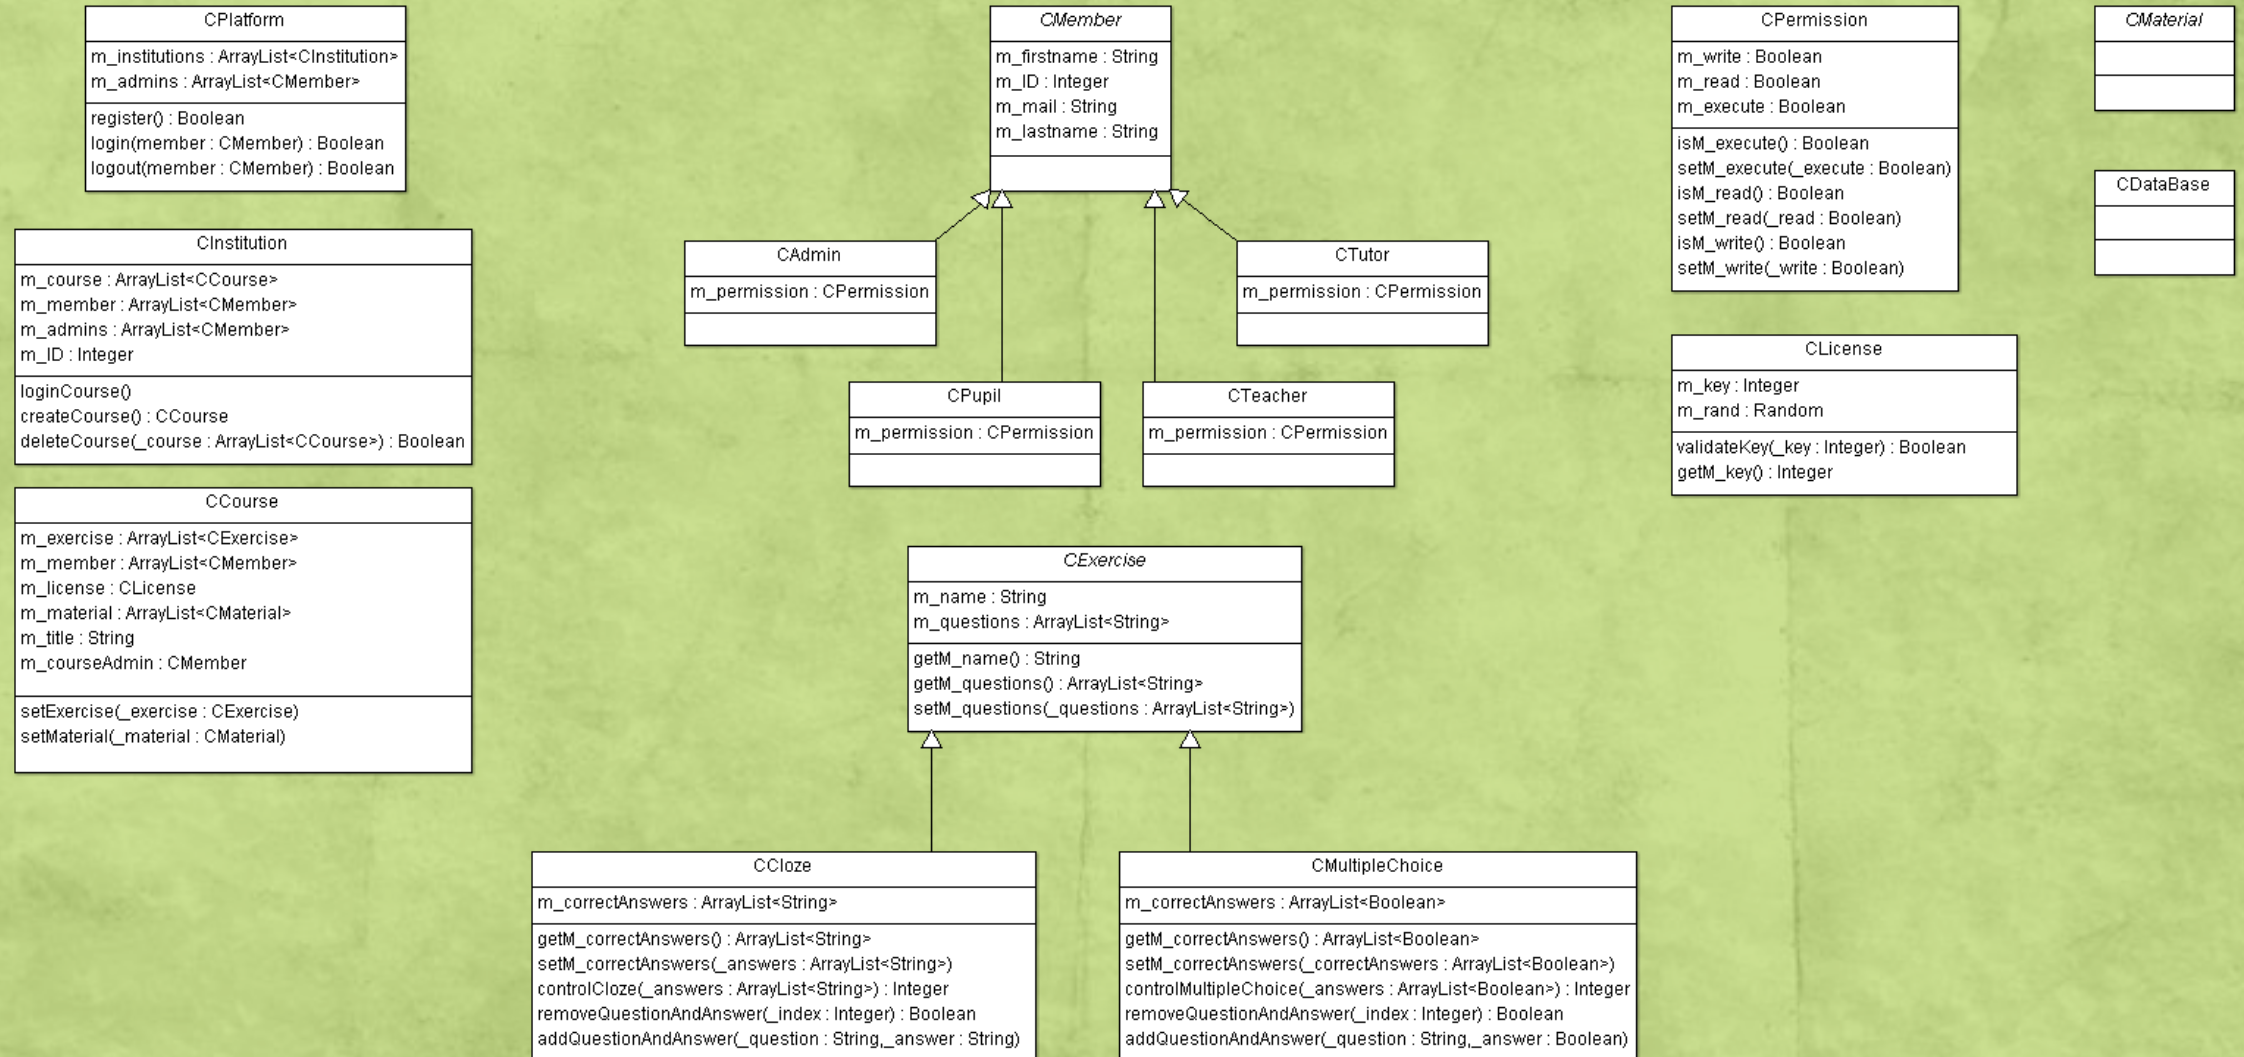 CPlatform
m_institutions : ArrayList<CInstitution>
m_admins : ArrayList<CMember>
register() : Boolean
login(member : CMember) : Boolean
logout(member : CMember) : Boolean
CInstitution
m_course : ArrayList<CCourse>
m_member : ArrayList<CMember>
m_admins : ArrayList<CMember>
m_ID : Integer
loginCourse()
createCourse() : CCourse
deleteCourse(_course : ArrayList<CCourse>) : Boolean
CCourse
m_exercise : ArrayList<CExercise>
m_member : ArrayList<CMember>
m_license : CLicense
m_material : ArrayList<CMaterial>
m_title : String
m_courseAdmin : CMember
setExercise(_exercise : CExercise)
setMaterial(_material : CMaterial)
CMember
m_firstname : String
m_ID : Integer
m_mail : String
m_lastname : String
CAdmin
m_permission : CPermission
CTutor
m_permission : CPermission
CPupil
m_permission : CPermission
CTeacher
m_permission : CPermission
CExercise
m_name : String
m_questions : ArrayList<String>
getM_name() : String
getM_questions() : ArrayList<String>
setM_questions(_questions : ArrayList<String>)
CCloze
m_correctAnswers : ArrayList<String>
getM_correctAnswers() : ArrayList<String>
setM_correctAnswers(_answers : ArrayList<String>)
controlCloze(_answers : ArrayList<String>) : Integer
removeQuestionAndAnswer(_index : Integer) : Boolean
addQuestionAndAnswer(_question : String,_answer : String)
CMultipleChoice
m_correctAnswers : ArrayList<Boolean>
getM_correctAnswers() : ArrayList<Boolean>
setM_correctAnswers(_correctAnswers : ArrayList<Boolean>)
controlMultipleChoice(_answers : ArrayList<Boolean>) : Integer
removeQuestionAndAnswer(_index : Integer) : Boolean
addQuestionAndAnswer(_question : String,_answer : Boolean)
CPermission
m_write : Boolean
m_read : Boolean
m_execute : Boolean
isM_execute() : Boolean
setM_execute(_execute : Boolean)
isM_read() : Boolean
setM_read(_read : Boolean)
isM_write() : Boolean
setM_write(_write : Boolean)
CLicense
m_key : Integer
m_rand : Random
validateKey(_key : Integer) : Boolean
getM_key() : Integer
CMaterial
CDataBase